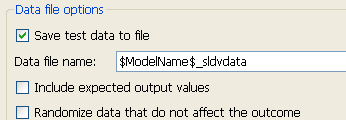 Data file options
Save test data to file
Data file name: $ModelName$_sldvdata
Include expected output values
Randomize data that do not affect the outcome